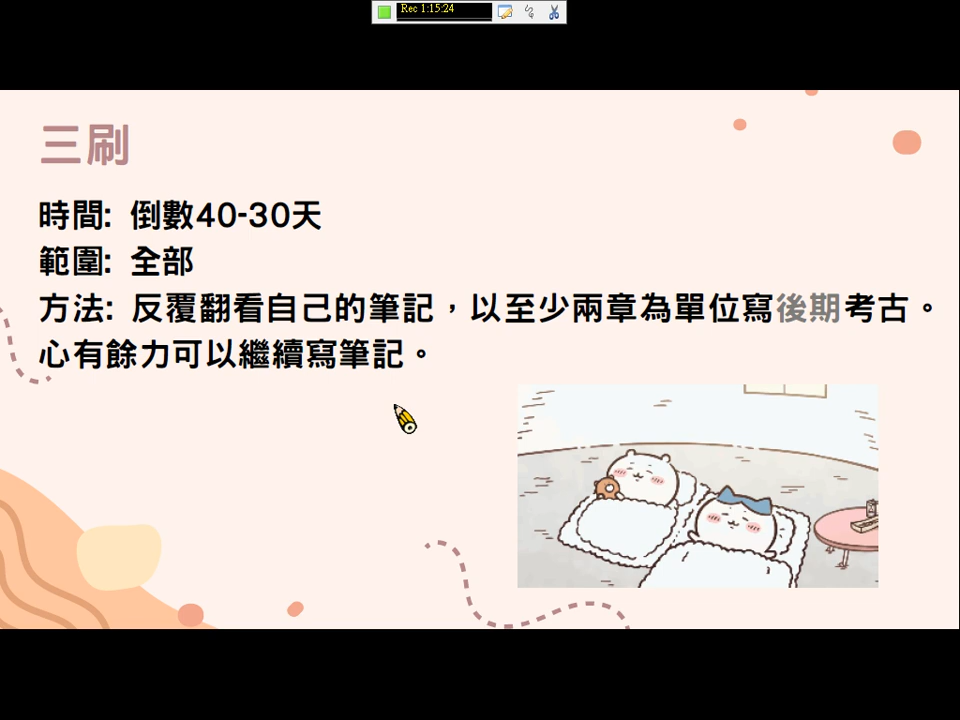 Rec 1:15:24
三刷
時間: 倒數40-30天
範圍: 全部
方法: 反覆翻看自己的筆記，以至少兩章為單位寫後期考古。
心有餘力可以繼續寫筆記。